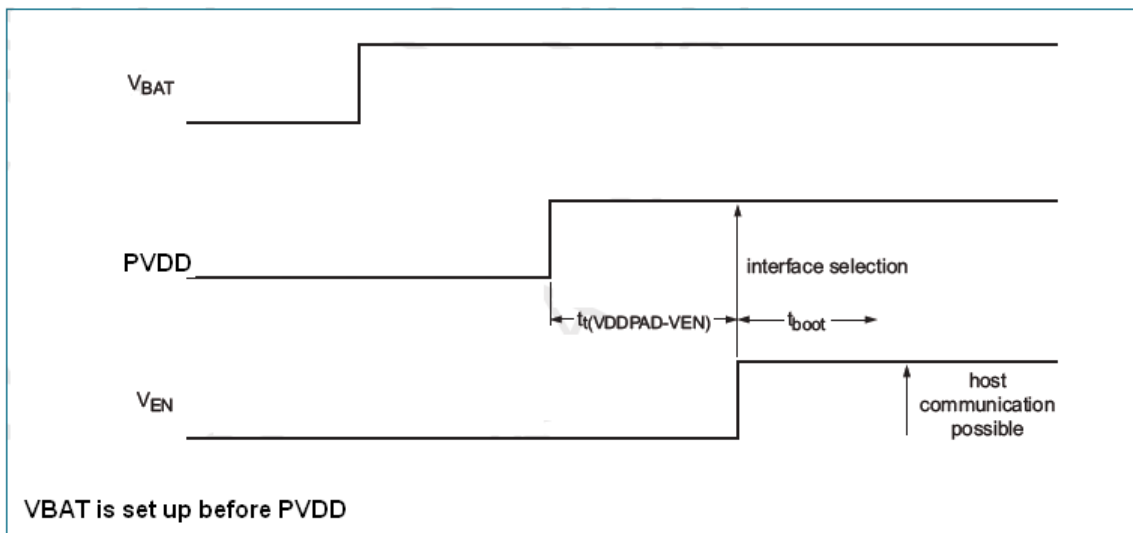 VBAT
PVDD
interface selection
tt(VDDPAD-VEN)
tboot
VEN
host
communication
possible
VBAT is set up before PVDD